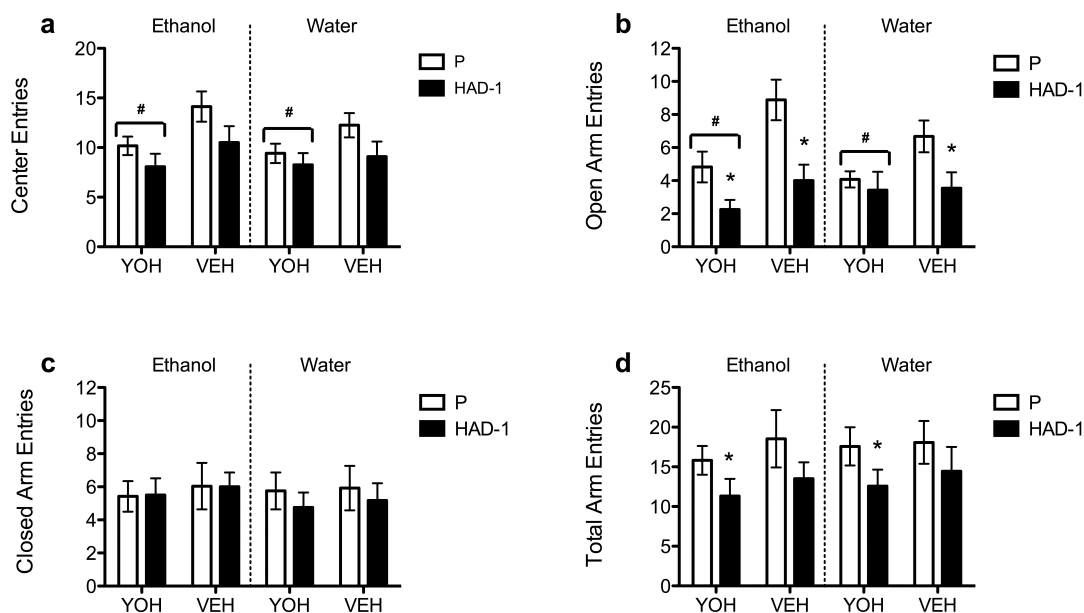 a
Ethanol Water
Center Entries
20
15
10
5
0
# #
YOH VEH YOH VEH
P
HAD-1
b
Ethanol Water
Open Arm Entries
12
10
8
6
4
2
0
# #
* * *
YOH VEH YOH VEH
P
HAD-1
c
Ethanol Water
Closed Arm Entries
12
10
8
6
4
2
0
YOH VEH YOH VEH
P
HAD-1
d
Ethanol Water
Total Arm Entries
25
20
15
10
5
0
* *
YOH VEH YOH VEH
P
HAD-1